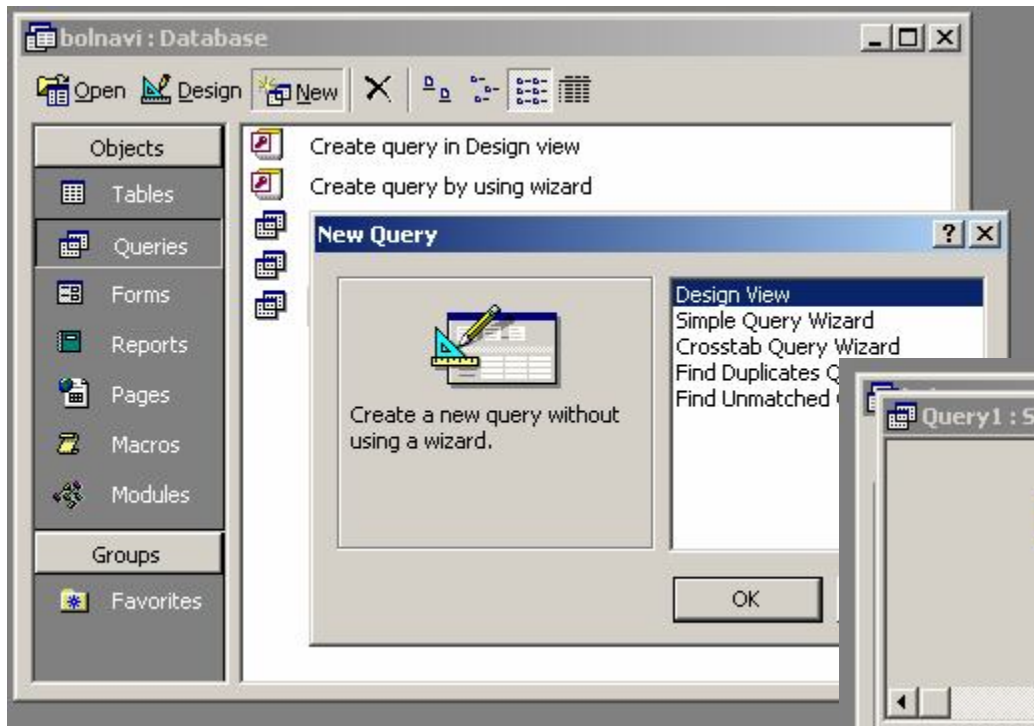 bolnavi : Database
Open Design New
Objects
Tables
Queries
Forms
Reports
Pages
Macros
Modules
Groups
Favorites
Create query in Design view
Create query by using wizard
New Query
Create a new query without
using a wizard.
Design View
Simple Query Wizard
Crosstab Query Wizard
Find Duplicates Q
Find Unmatched
OK
Query1 : S